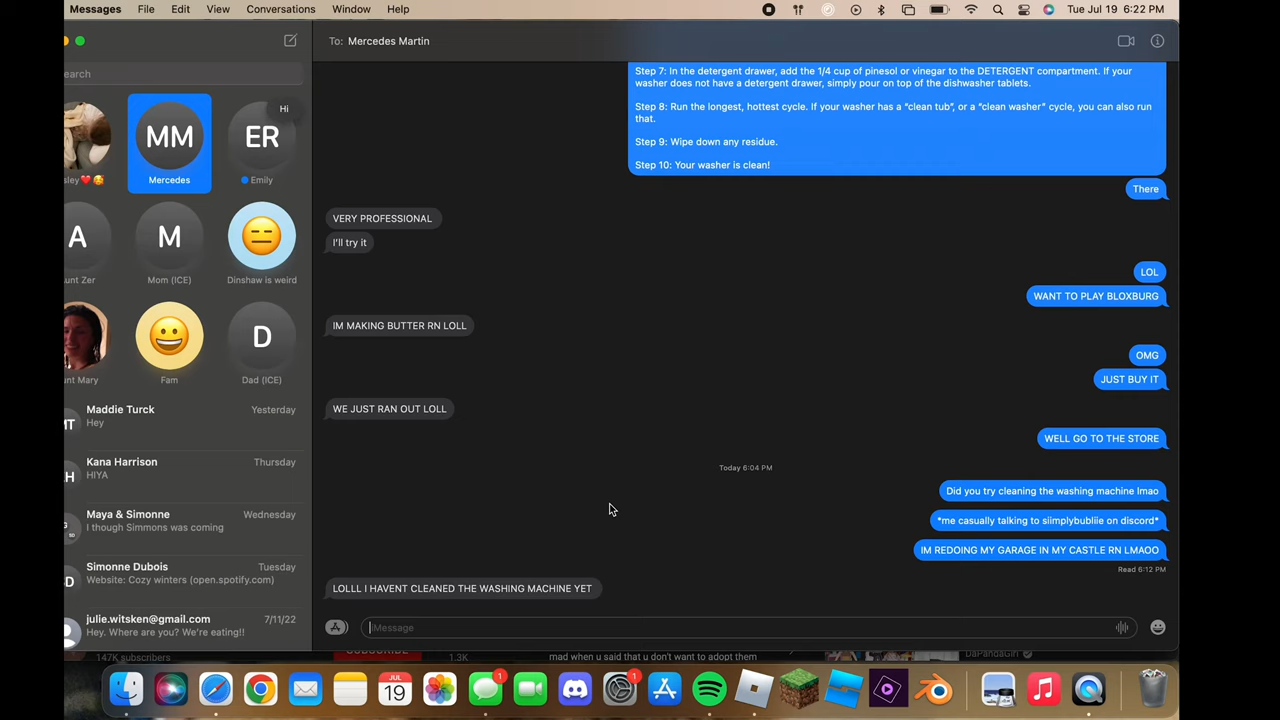 Messages File Edit View Conversations Window Help Tue Jul 19 6:22 PM
To: Mercedes Martin
earch
Hi
MM
ER
sley❤️🥰
Mercedes
Emily
A
M
unt Zer
Mom (ICE)
Dinshaw is weird
D
unt Mary
Fam
Dad (ICE)
Maddie Turck Yesterday
Hey
Kana Harrison Thursday
HIYA
Maya & Simonne Wednesday
I though Simmons was coming
Simonne Dubois Tuesday
Website: Cozy winters (open.spotify.com)
julie.witsken@gmail.com 7/11/22
Hey. Where are you? We're eating!!
Step 7: In the detergent drawer, add the 1/4 cup of pinesol or vinegar to the DETERGENT compartment. If your
washer does not have a detergent drawer, simply pour on top of the dishwasher tablets.
Step 8: Run the longest, hottest cycle. If your washer has a “clean tub”, or a “clean washer” cycle, you can also run
that.
Step 9: Wipe down any residue.
Step 10: Your washer is clean!
There
VERY PROFESSIONAL
I'll try it
LOL
WANT TO PLAY BLOXBURG
IM MAKING BUTTER RN LOLL
OMG
JUST BUY IT
WE JUST RAN OUT LOLL
WELL GO TO THE STORE
Today 6:04 PM
Did you try cleaning the washing machine lmao
*me casually talking to siimplybubliie on discord*
IM REDOING MY GARAGE IN MY CASTLE RN LMAOO
Read 6:12 PM
LOLLL I HAVENT CLEANED THE WASHING MACHINE YET
iMessage
147K subscribers
SUBSCRIBE
1.3K
mad when u said that u don't want to adopt them
DaPandaGirl
JUL
19
1
1